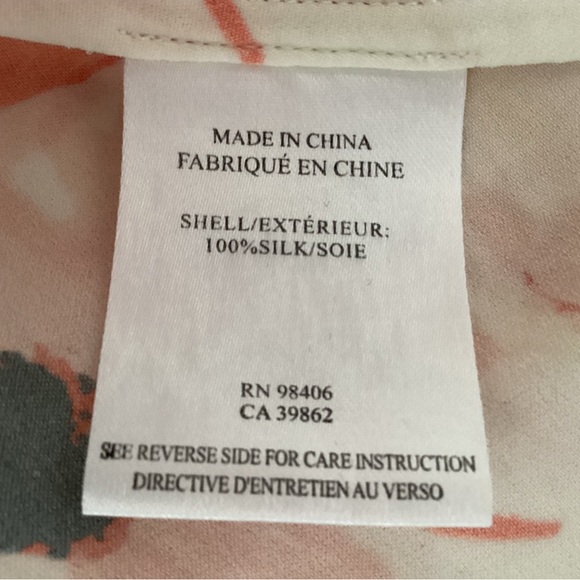 MADE IN CHINA
FABRIQUÉ EN CHINE
SHELL/EXTÉRIEUR:
100%SILK/SOIE
RN 98406
CA 39862
SEE REVERSE SIDE FOR CARE INSTRUCTION
DIRECTIVE D'ENTRETIEN AU VERSO